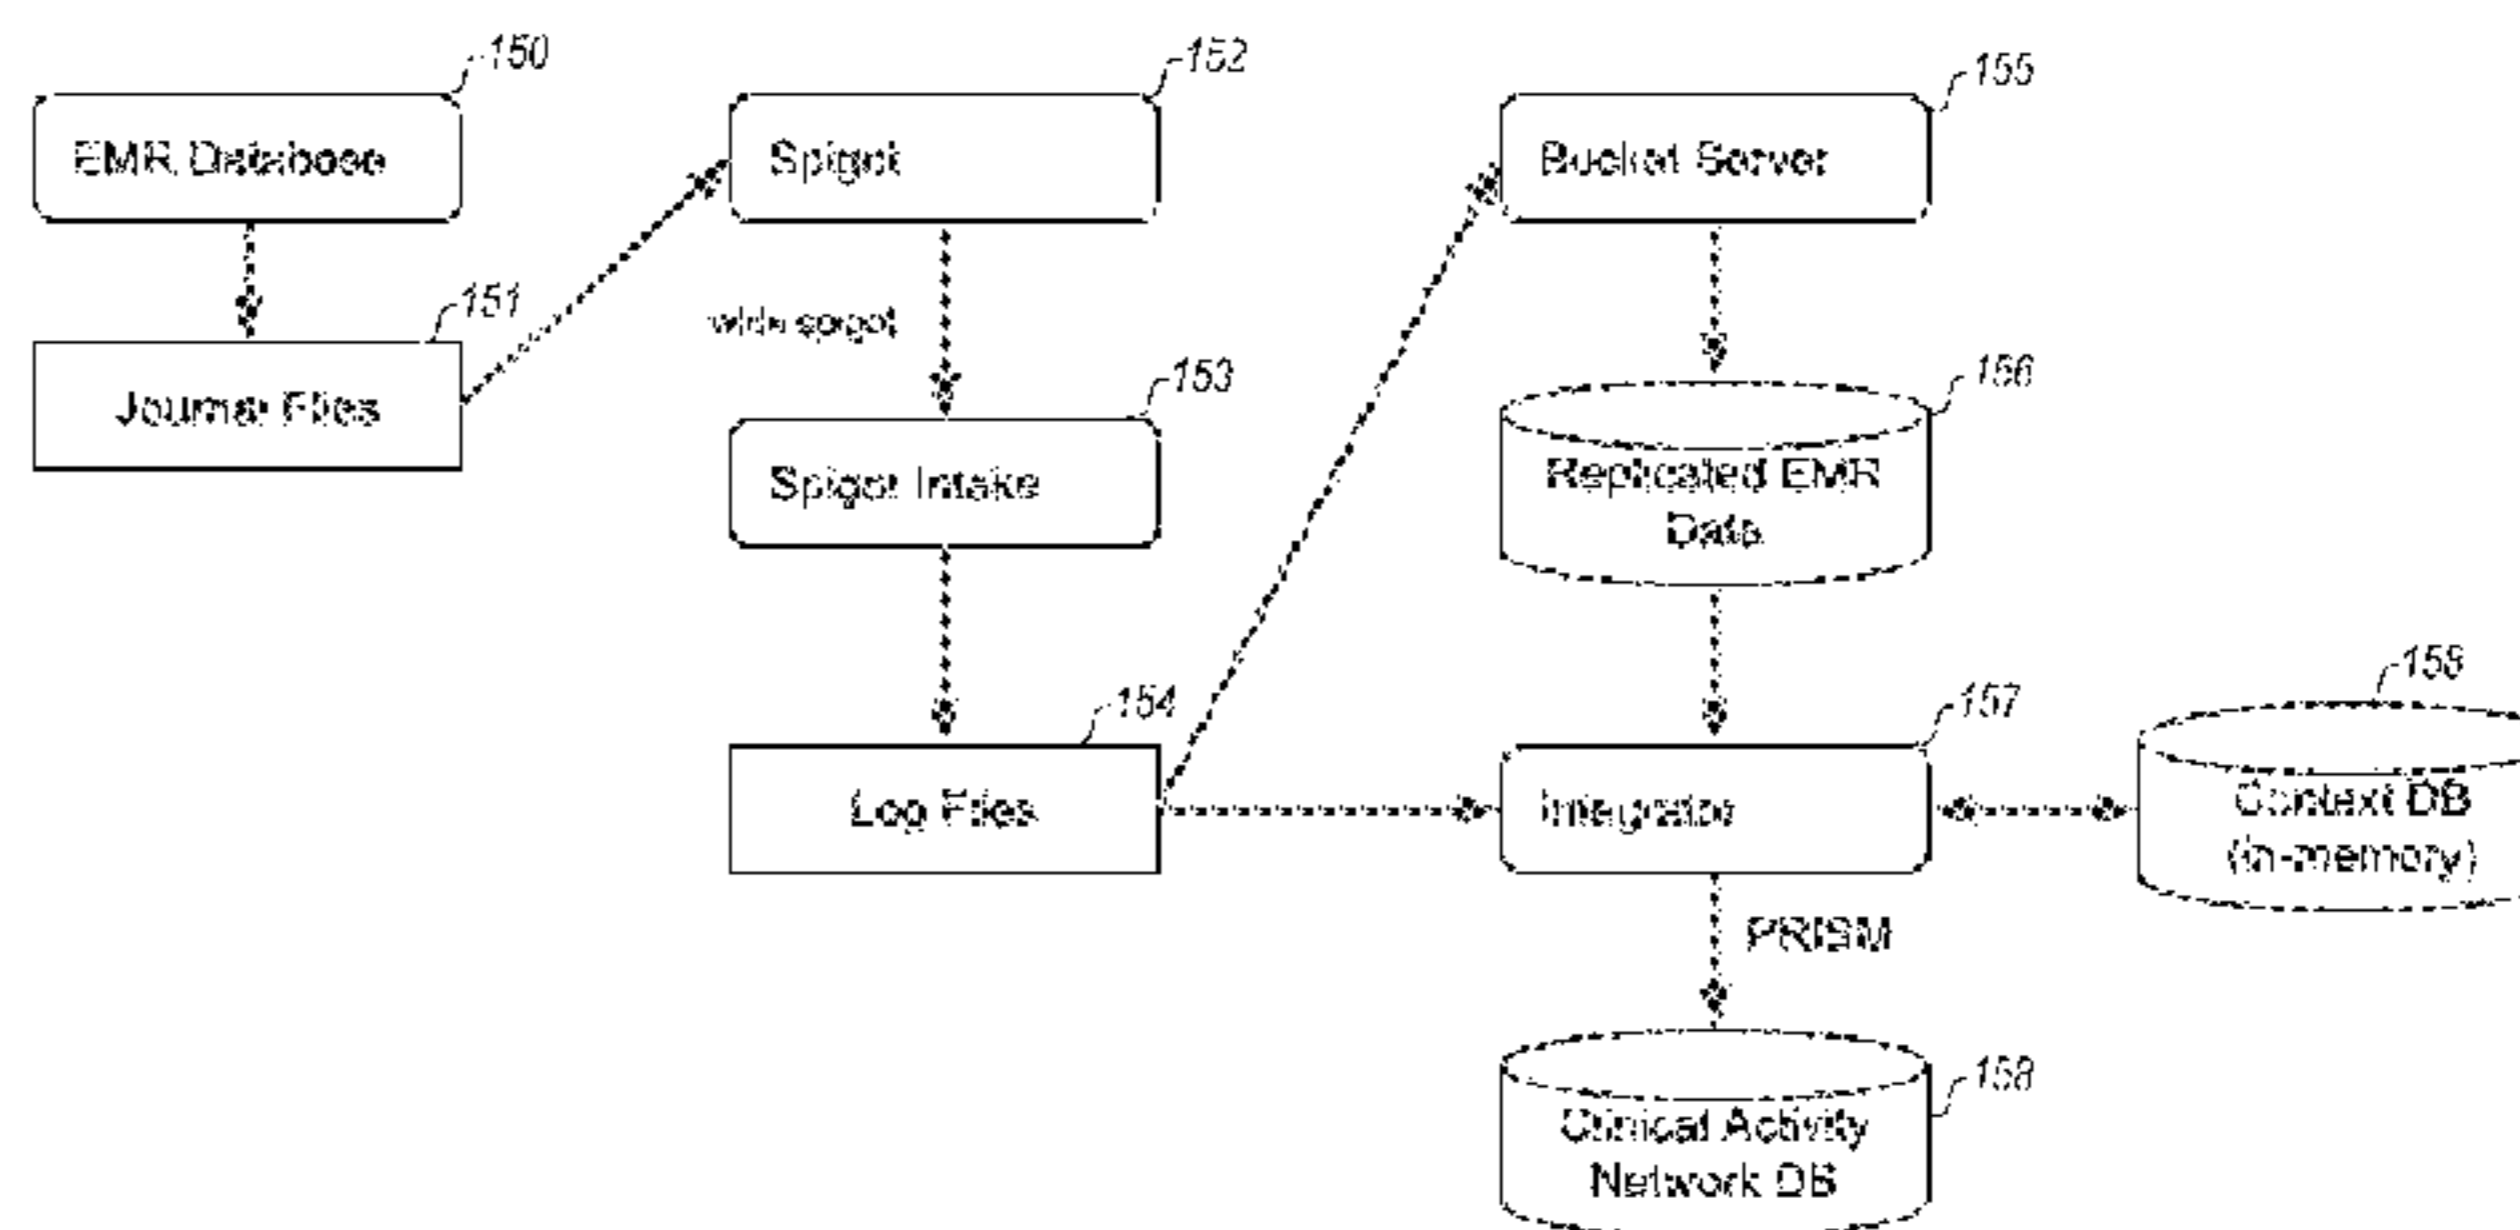 150
EMR Database
151
Journal Files
152
Spigot
wide spigot
153
Spigot Intake
154
Log Files
155
Bucket Server
156
Replicated EMR
Data
157
Integrator
PRISM
158
Clinical Activity
Network DB
Context DB
(in-memory)